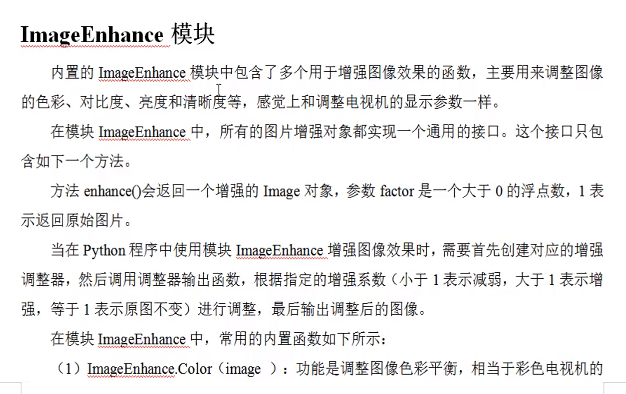 ImageEnhance 模块
内置的 ImageEnhance 模块中包含了多个用于增强图像效果的函数，主要用来调整图像
的色彩、对比度、亮度和清晰度等，感觉上和调整电视机的显示参数一样。
在模块 ImageEnhance 中，所有的图片增强对象都实现一个通用的接口。这个接口只包
含如下一个方法。
方法 enhance()会返回一个增强的 Image 对象，参数 factor 是一个大于 0 的浮点数，1 表
示返回原始图片。
当在 Python 程序中使用模块 ImageEnhance 增强图像效果时，需要首先创建对应的增强
调整器，然后调用调整器输出函数，根据指定的增强系数（小于 1 表示减弱，大于 1 表示增
强，等于 1 表示原图不变）进行调整，最后输出调整后的图像。
在模块 ImageEnhance 中，常用的内置函数如下所示：
（1）ImageEnhance.Color（image ）：功能是调整图像色彩平衡，相当于彩色电视机的